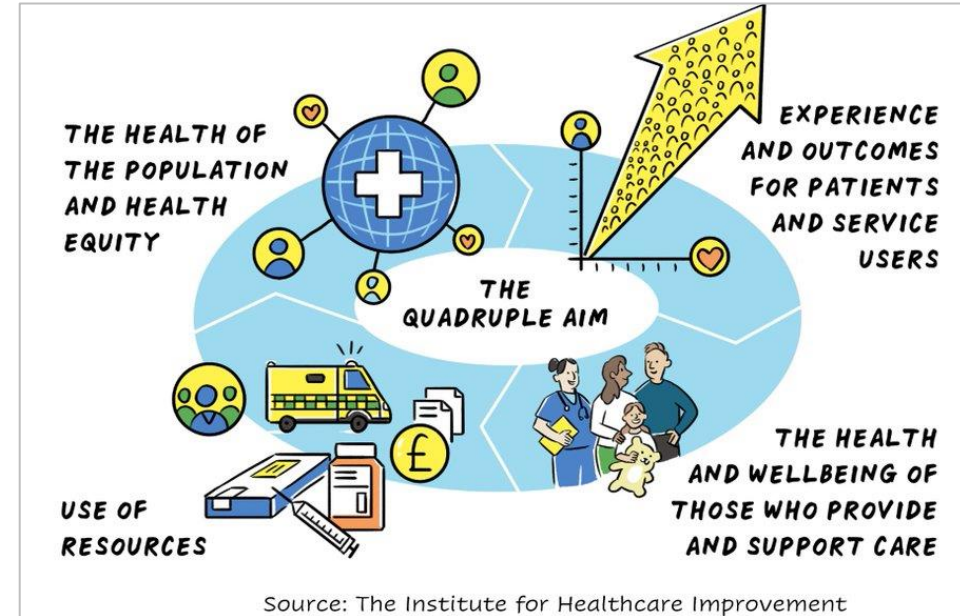 THE HEALTH OF
THE POPULATION
AND HEALTH
EQUITY
EXPERIENCE
AND OUTCOMES
FOR PATIENTS
AND SERVICE
USERS
THE
QUADRUPLE AIM
£
USE OF
RESOURCES
THE HEALTH
AND WELLBEING OF
THOSE WHO PROVIDE
AND SUPPORT CARE
Source: The Institute for Healthcare Improvement